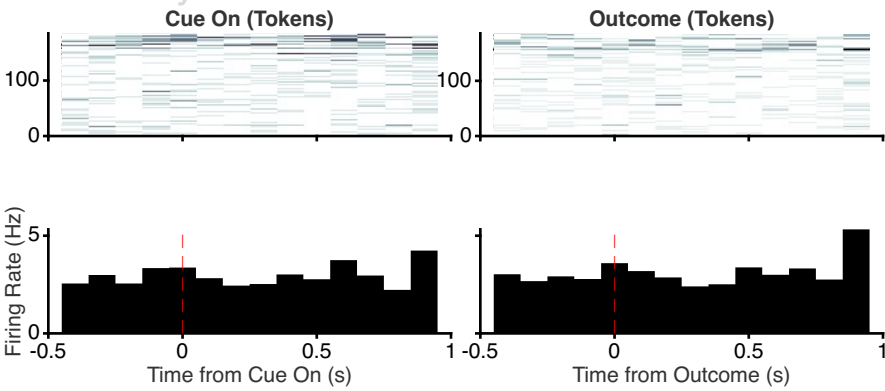 Cue On (Tokens)
Outcome (Tokens)
100
0
100
0
Firing Rate (Hz)
5
0
-0.5 0 0.5 1
-0.5 0 0.5 1
Time from Cue On (s)
Time from Outcome (s)